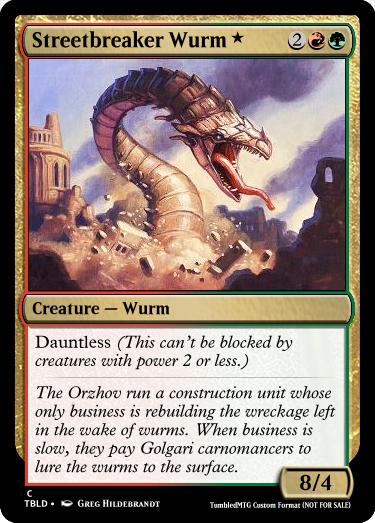 Streetbreaker Wurm ★ 2
Creature — Wurm
Dauntless (This can't be blocked by
creatures with power 2 or less.)
The Orzhov run a construction unit whose
only business is rebuilding the wreckage left
in the wake of wurms. When business is
slow, they pay Golgari carnomancers to
lure the wurms to the surface.
8/4
C
TBLD • Greg Hildebrandt
TumbledMTG Custom Format (NOT FOR SALE)